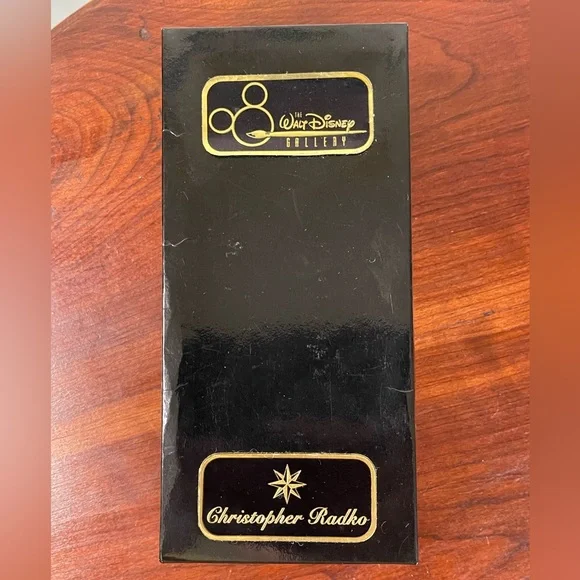 THE
WALT DISNEY
GALLERY
Christopher Radko